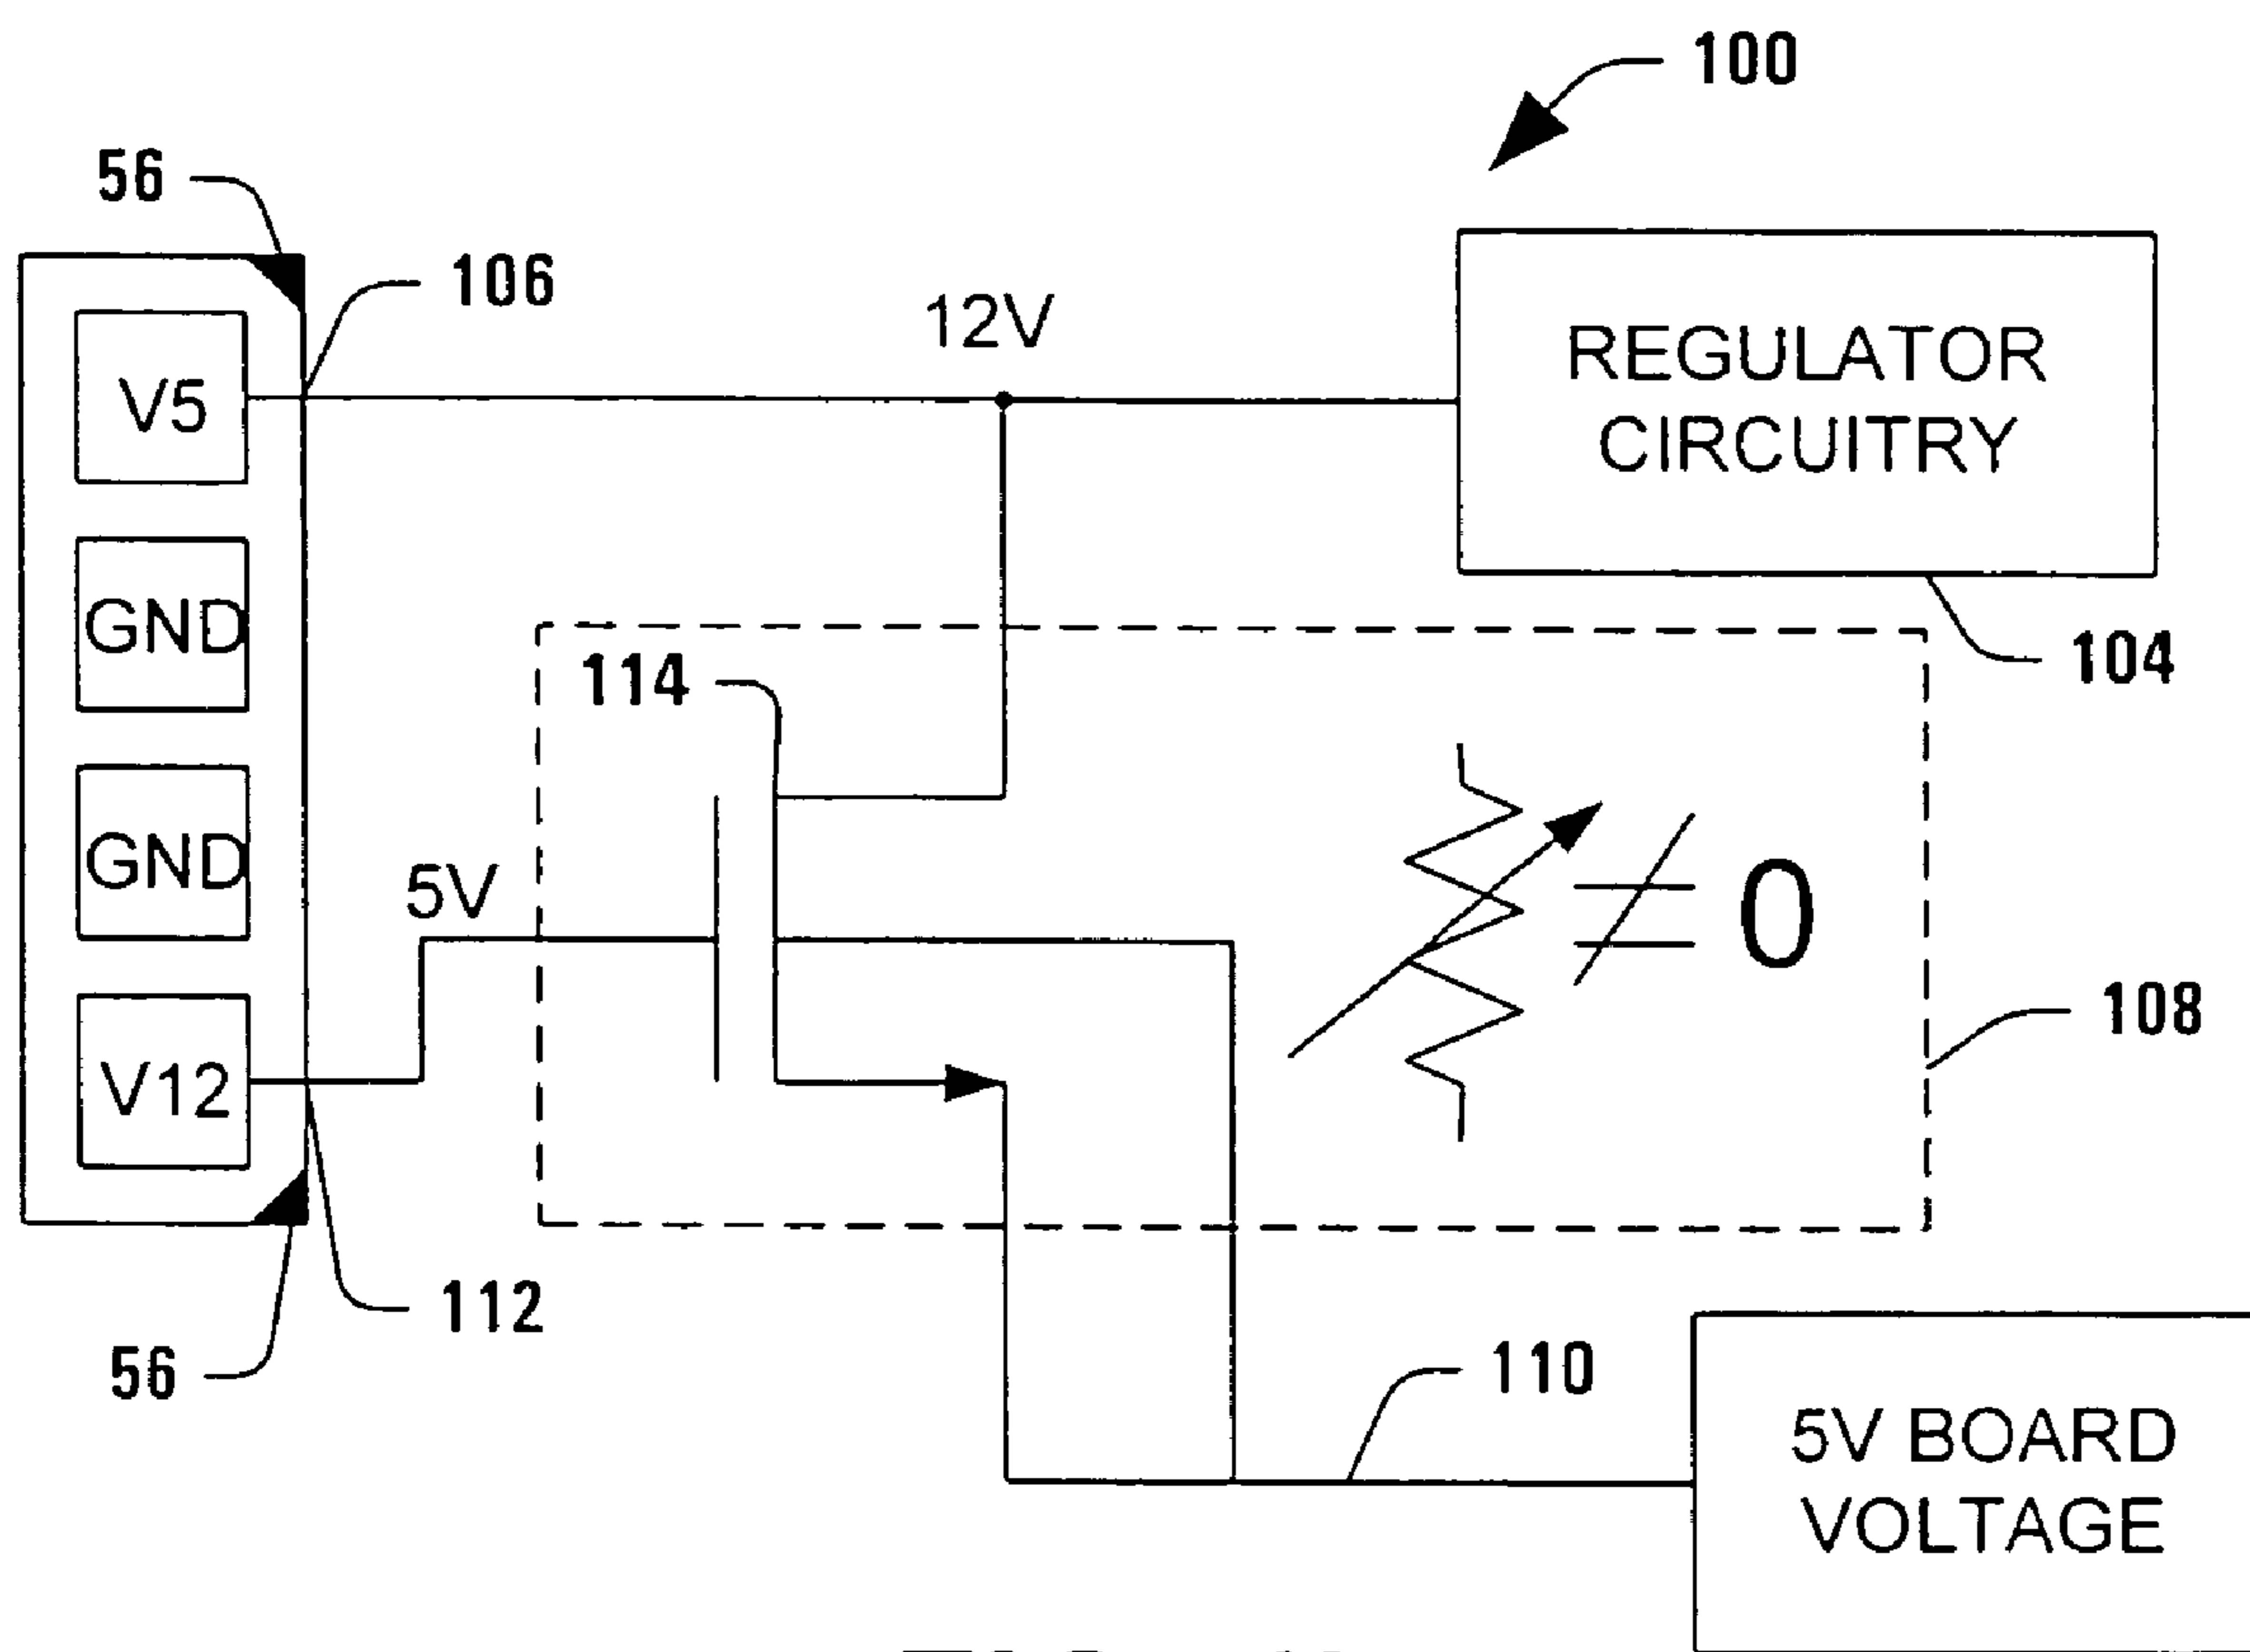 100
56
106
12V
REGULATOR
CIRCUITRY
V5
GND
114
104
GND
5V
≠ 0
108
V12
112
56
110
5V BOARD
VOLTAGE